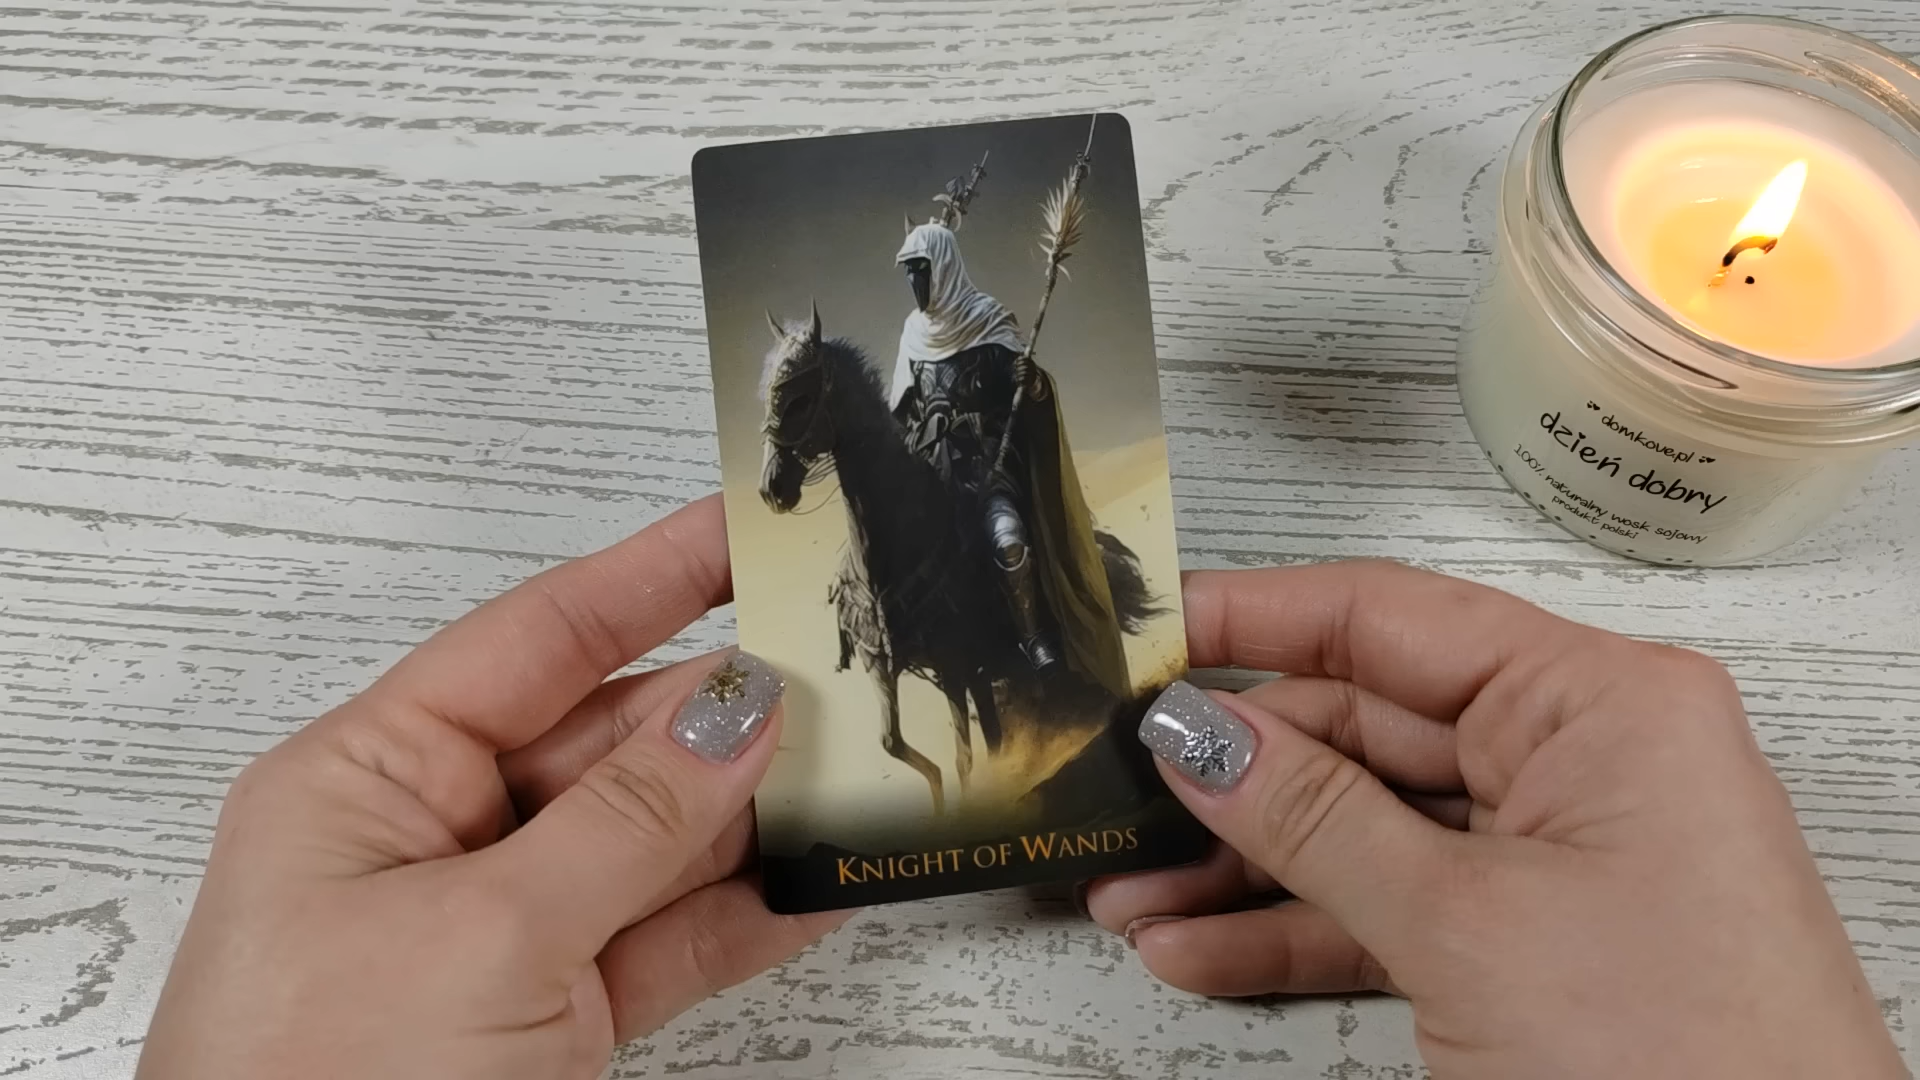 KNIGHT OF WANDS
domkove.pl
dzień dobry
100% naturalny wosk sojowy
produkt polski